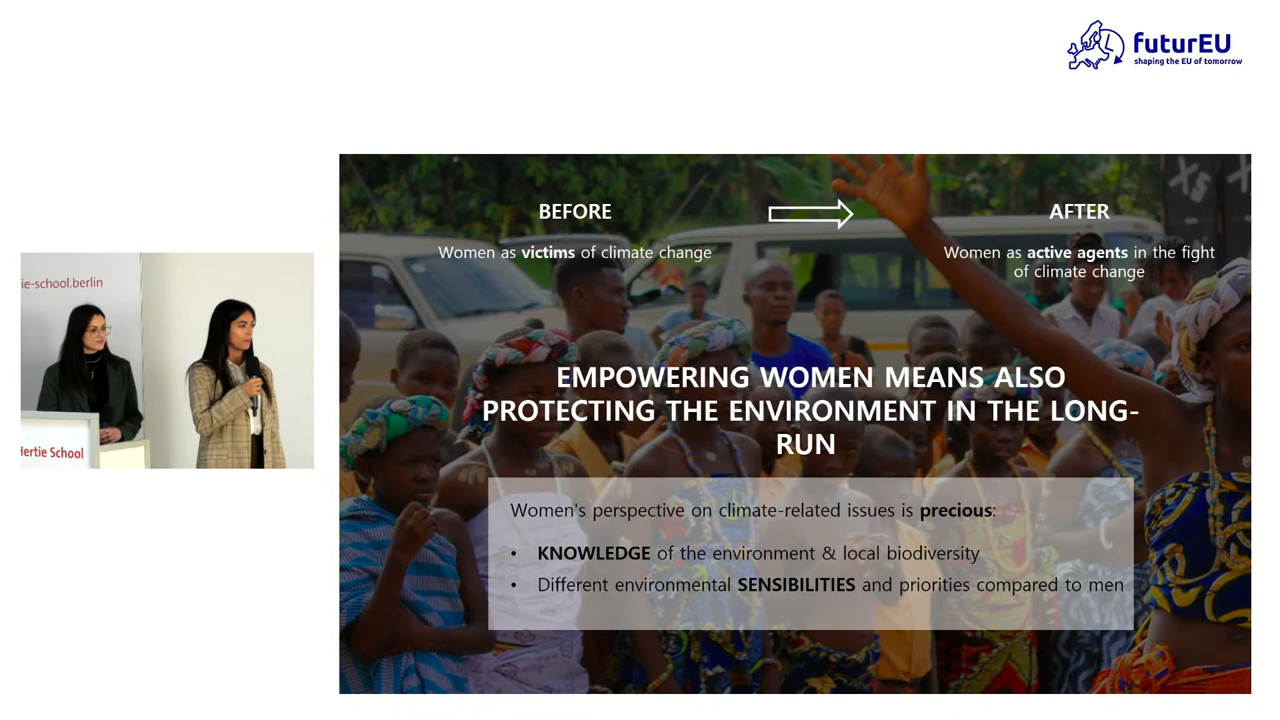 futurEU
shaping the EU of tomorrow
BEFORE
AFTER
Women as victims of climate change
Women as active agents in the fight
of climate change
EMPOWERING WOMEN MEANS ALSO
PROTECTING THE ENVIRONMENT IN THE LONG-
RUN
Women's perspective on climate-related issues is precious:
• KNOWLEDGE of the environment & local biodiversity
• Different environmental SENSIBILITIES and priorities compared to men
ie-school.berlin
Hertie School